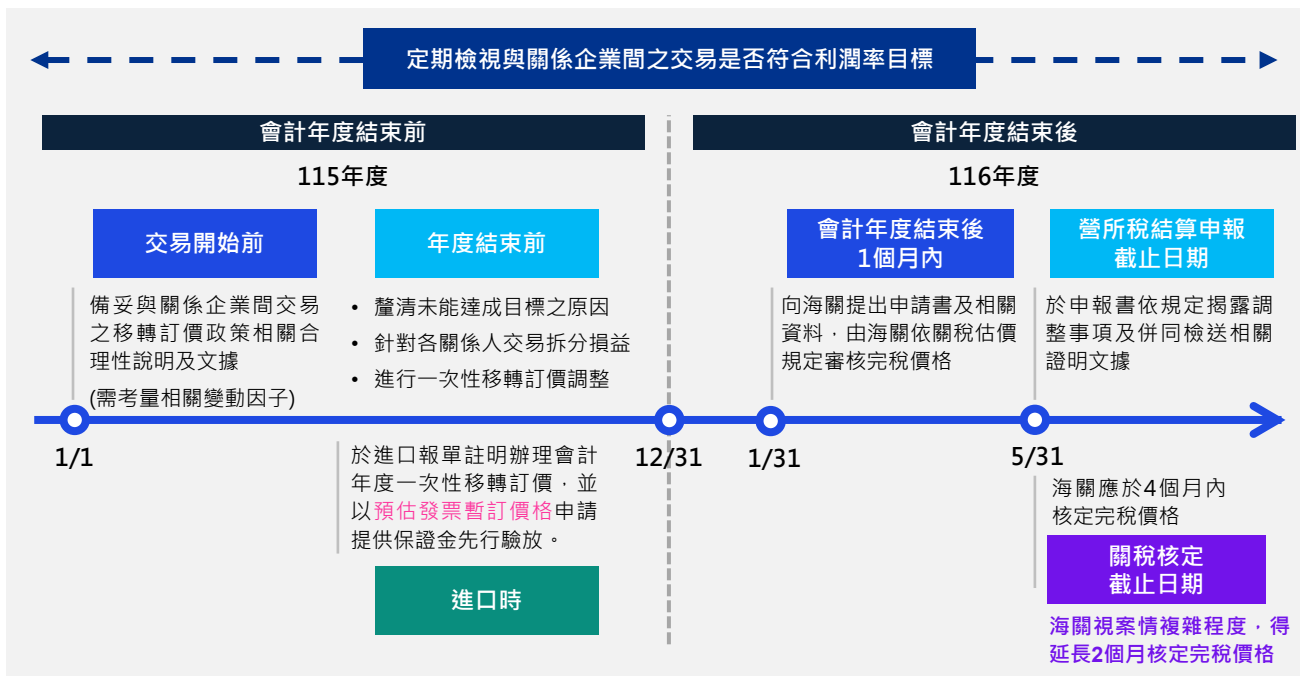 定期檢視與關係企業間之交易是否符合利潤率目標
會計年度結束前
115年度
交易開始前
備妥與關係企業間交易
之移轉訂價政策相關合
理性說明及文據
(需考量相關變動因子)
年度結束前
• 釐清未能達成目標之原因
• 針對各關係人交易拆分損益
• 進行一次性移轉訂價調整
會計年度結束後
116年度
會計年度結束後
1個月內
向海關提出申請書及相關
資料，由海關依關稅估價
規定審核完稅價格
營所稅結算申報
截止日期
於申報書依規定揭露調
整事項及併同檢送相關
證明文據
1/1
12/31
1/31
5/31
於進口報單註明辦理會計
年度一次性移轉訂價，並
以預估發票暫訂價格申請
提供保證金先行驗放。
進口時
海關應於4個月內
核定完稅價格
關稅核定
截止日期
海關視案情複雜程度，得
延長2個月核定完稅價格